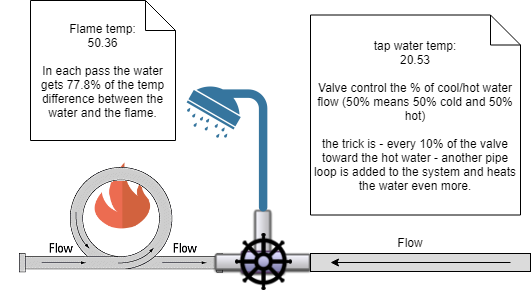 Flame temp:
50.36
In each pass the water
gets 77.8% of the temp
difference between the
water and the flame.
tap water temp:
20.53
Valve control the % of cool/hot water
flow (50% means 50% cold and 50%
hot)
the trick is - every 10% of the valve
toward the hot water - another pipe
loop is added to the system and heats
the water even more.
Flow
Flow
Flow